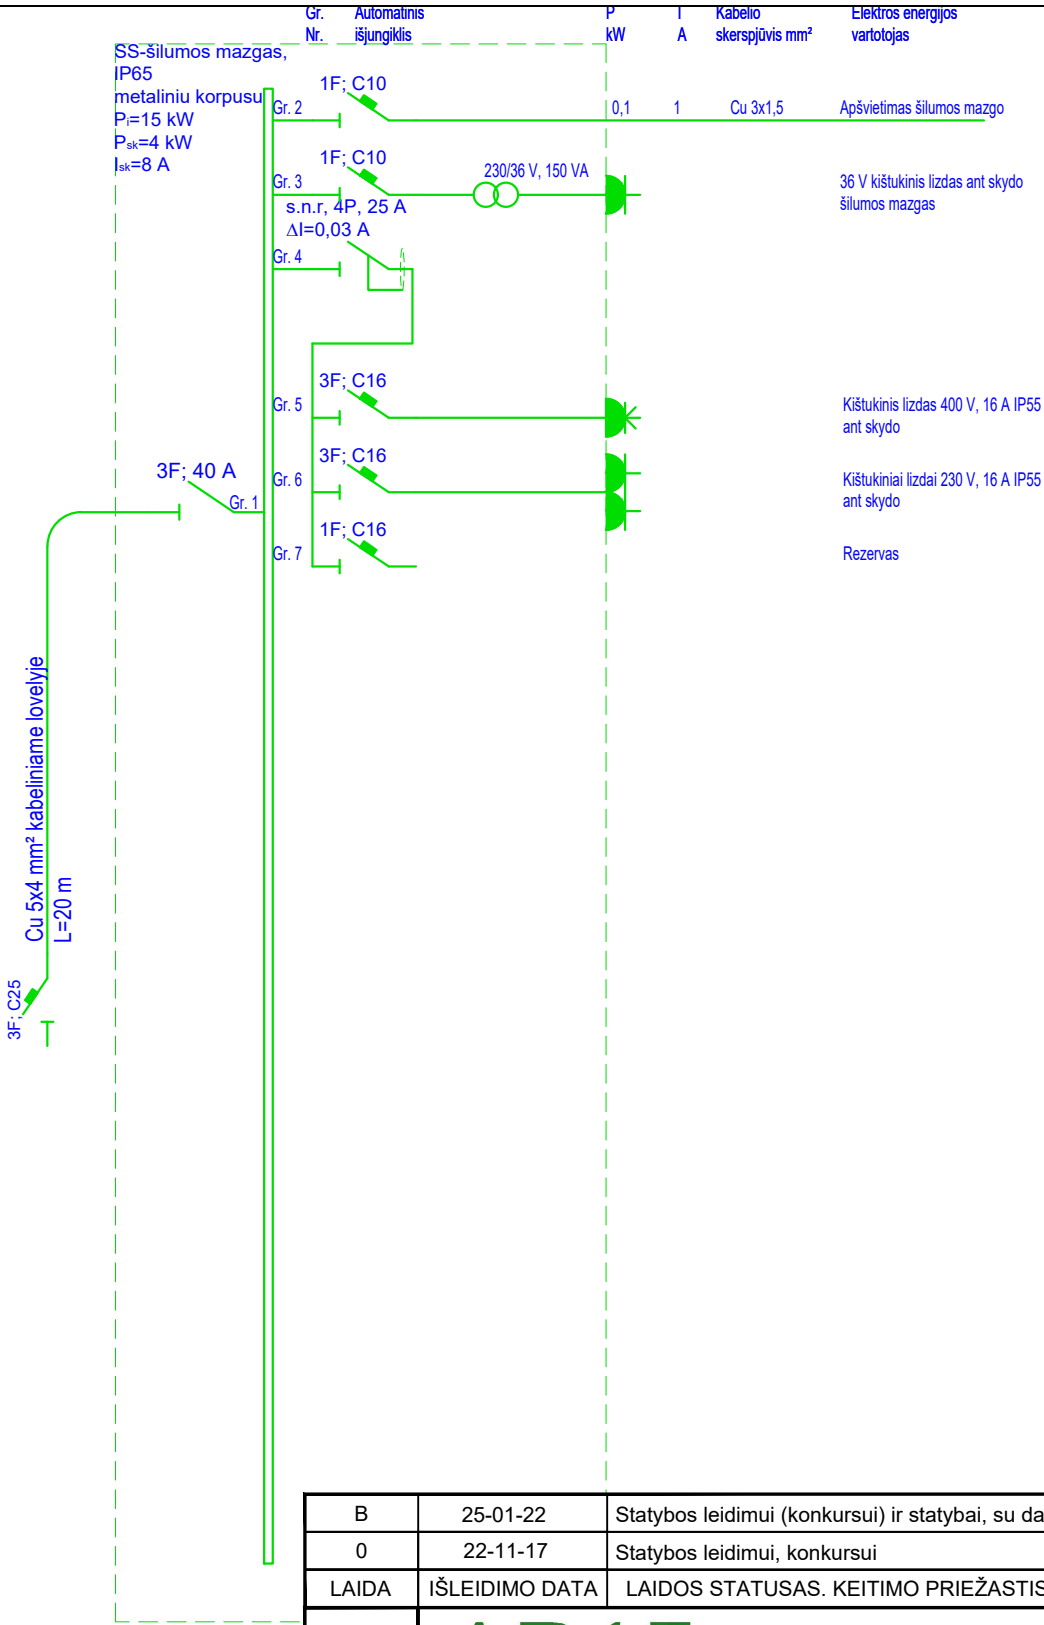 Gr. Automatinis P I Kabelio Elektros energijos
Nr. išjungiklis kW A skerspjūvis mm² vartotojas
SS-šilumos mazgas,
IP65
metaliniu korpusu
Pi=15 kW
Psk=4 kW
Isk=8 A
1F; C10
Gr. 2 0,1 1 Cu 3x1,5 Apšvietimas šilumos mazgo
1F; C10
Gr. 3 230/36 V, 150 VA 36 V kištukinis lizdas ant skydo
šilumos mazgas
s.n.r, 4P, 25 A
ΔI=0,03 A
Gr. 4
3F; C16
Gr. 5 Kištukinis lizdas 400 V, 16 A IP55
ant skydo
3F; C16
Gr. 6 Kištukiniai lizdai 230 V, 16 A IP55
ant skydo
3F; 40 A
Gr. 1
1F; C16
Gr. 7 Rezervas
Cu 5x4 mm² kabeliniame lovelyje
L=20 m
3F; C25
B 25-01-22 Statybos leidimui (konkursui) ir statybai, su da
0 22-11-17 Statybos leidimui, konkursui
LAIDA IŠLEIDIMO DATA LAIDOS STATUSAS. KEITIMO PRIEŽASTIS